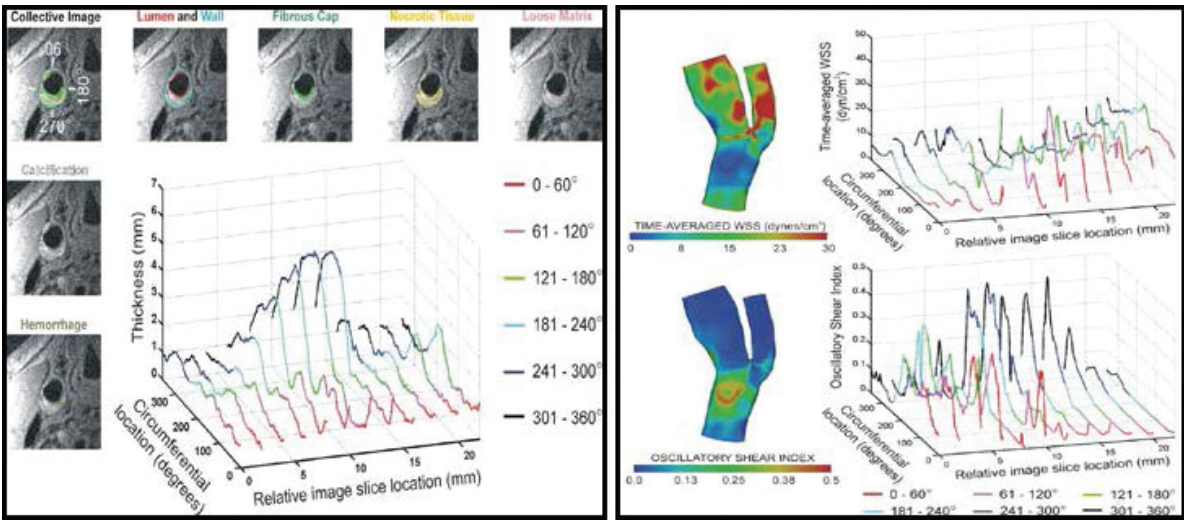 Collective Image
Lumen and Wall
Fibrous Cap
Necrotic Tissue
Loose Matrix
180°
270
Calcification
Hemorrhage
Thickness (mm)
7
6
5
4
3
2
1
0
300
200
100
0
Circumferential
location (degrees)
0
5
10
15
20
Relative image slice location (mm)
0 - 60°
61 - 120°
121 - 180°
181 - 240°
241 - 300°
301 - 360°
TIME-AVERAGED WSS (dynes/cm²)
0 8 15 23 30
Time-averaged WSS
(dyn/cm²)
50
40
30
20
10
0
300
200
100
0
Circumferential
location (degrees)
0
5
10
15
20
Relative image slice location (mm)
OSCILLATORY SHEAR INDEX
0.0 0.13 0.25 0.38 0.5
Oscillatory Shear Index
0.5
0.4
0.3
0.2
0.1
0
300
200
100
0
Circumferential
location (degrees)
0
5
10
15
20
Relative image slice location (mm)
0 - 60° 61 - 120° 121 - 180°
181 - 240° 241 - 300° 301 - 360°